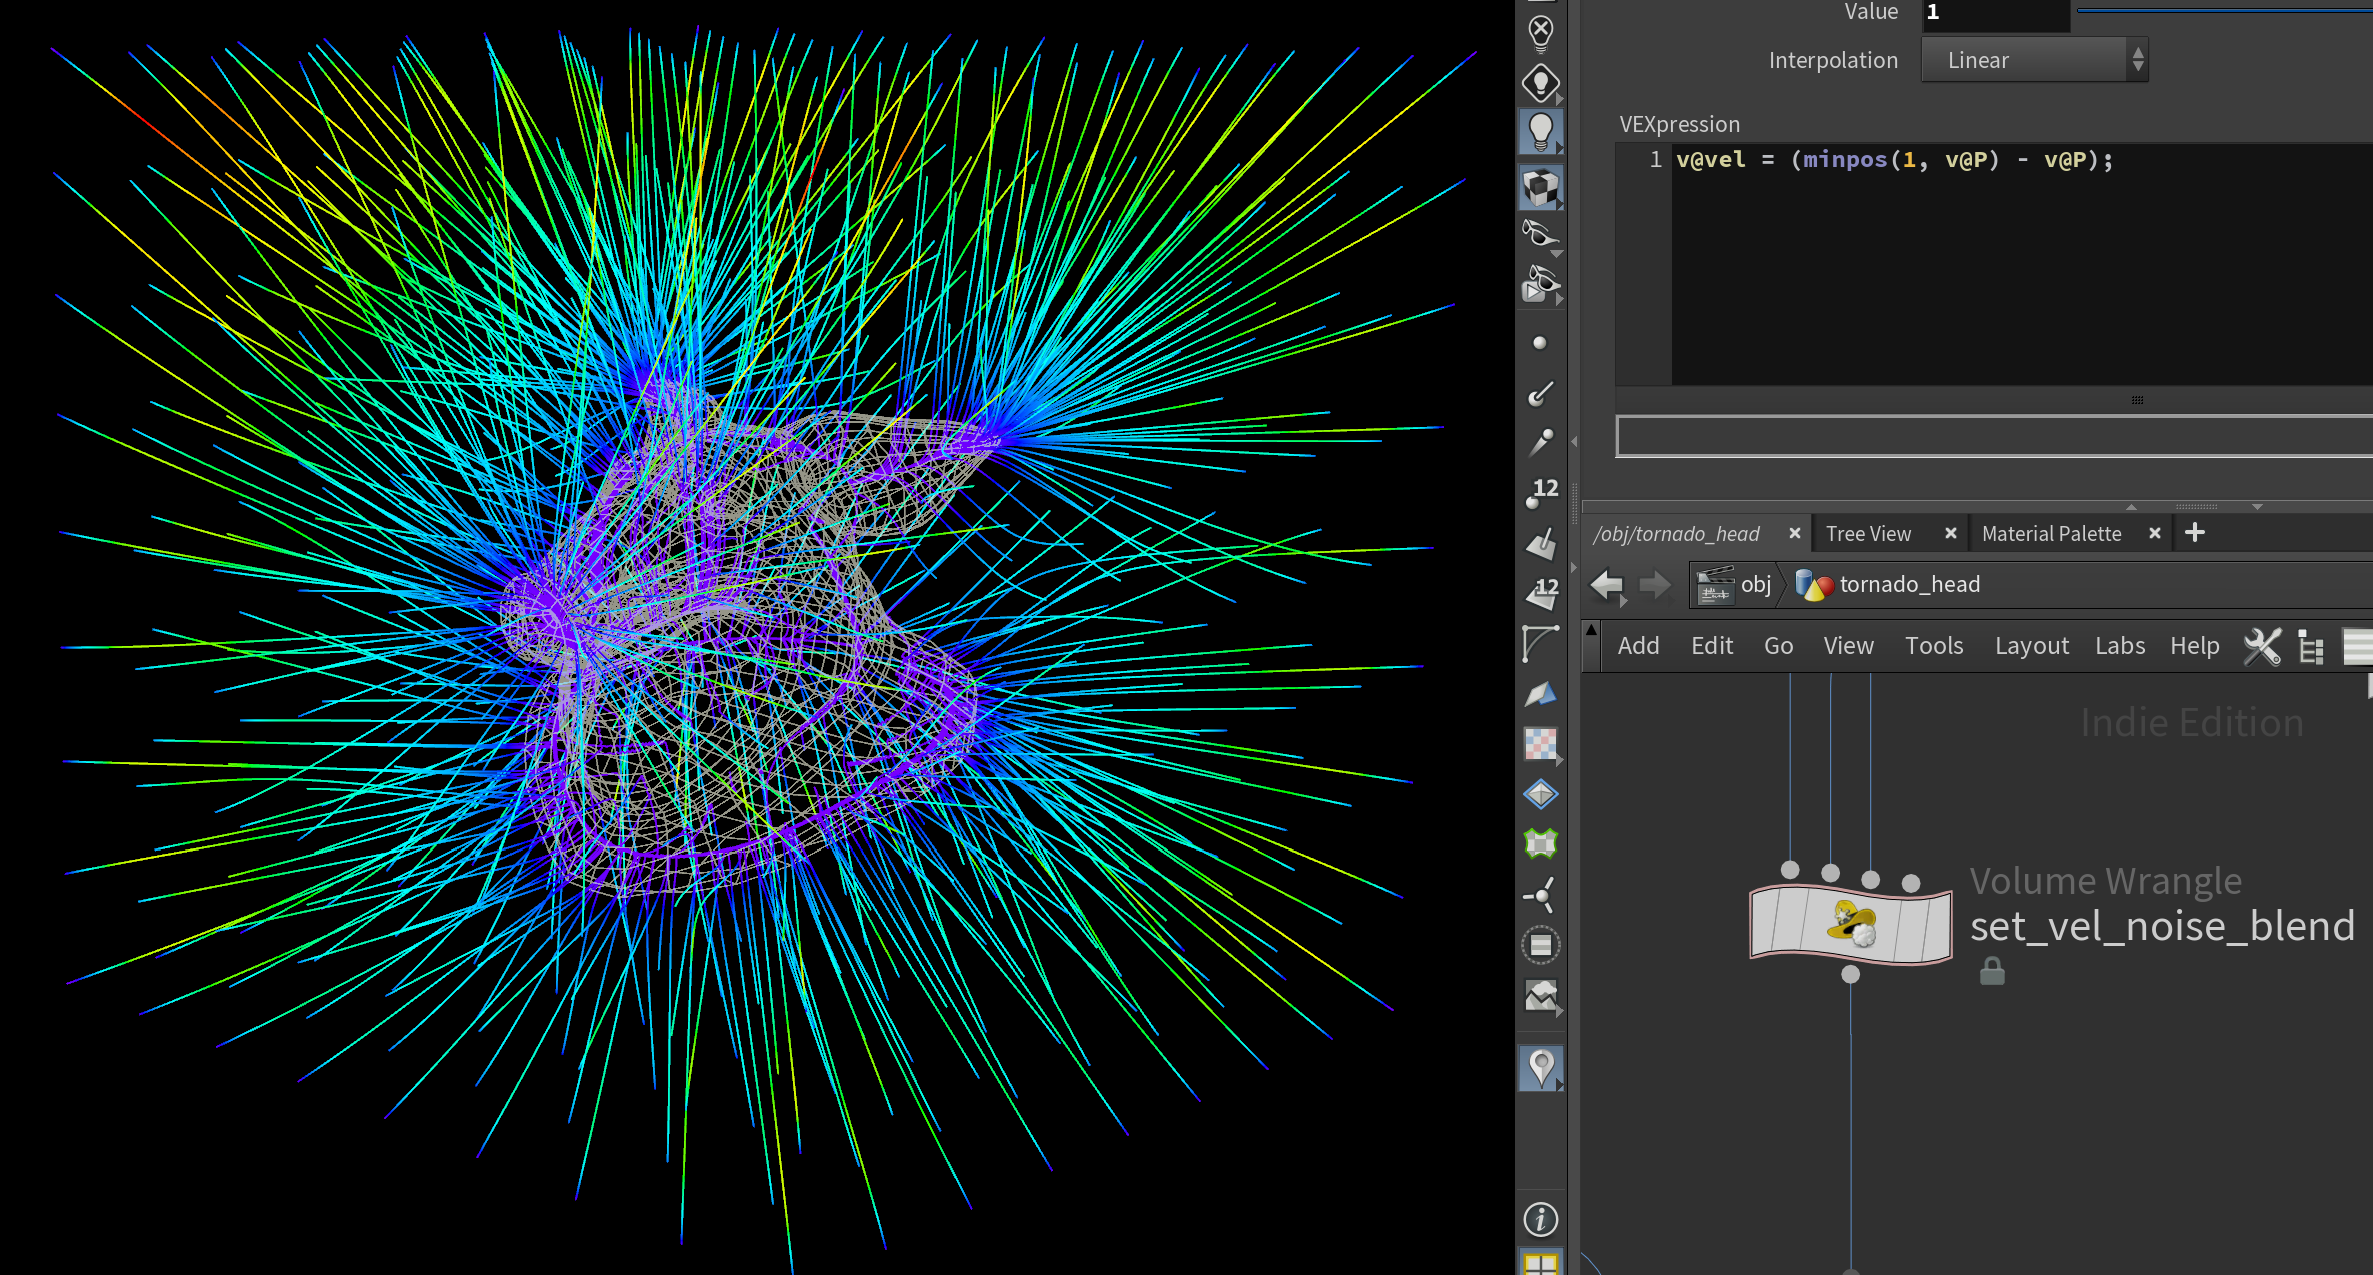 Value 1
Interpolation Linear
VEXpression
1 v@vel = (minpos(1, v@P) - v@P);
12
12
/obj/tornado_head × Tree View × Material Palette × +
obj tornado_head
Add Edit Go View Tools Layout Labs Help
Indie Edition
Volume Wrangle
set_vel_noise_blend